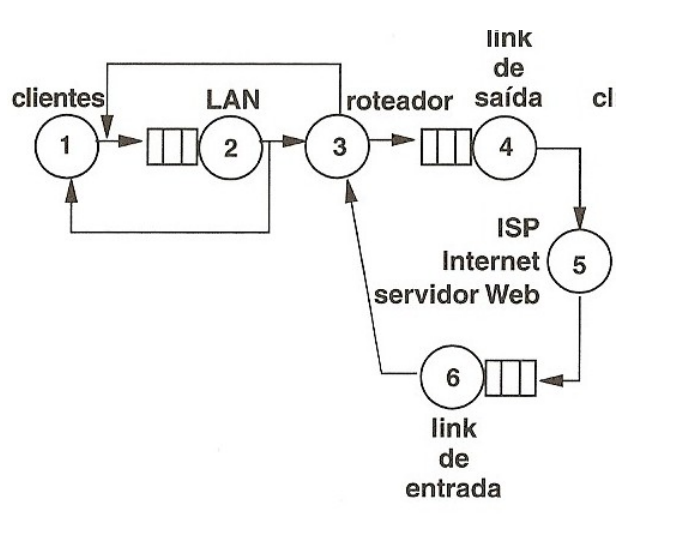 link
de
clientes LAN roteador saída cl
1 2 3 4
ISP
Internet 5
servidor Web
6
link
de
entrada